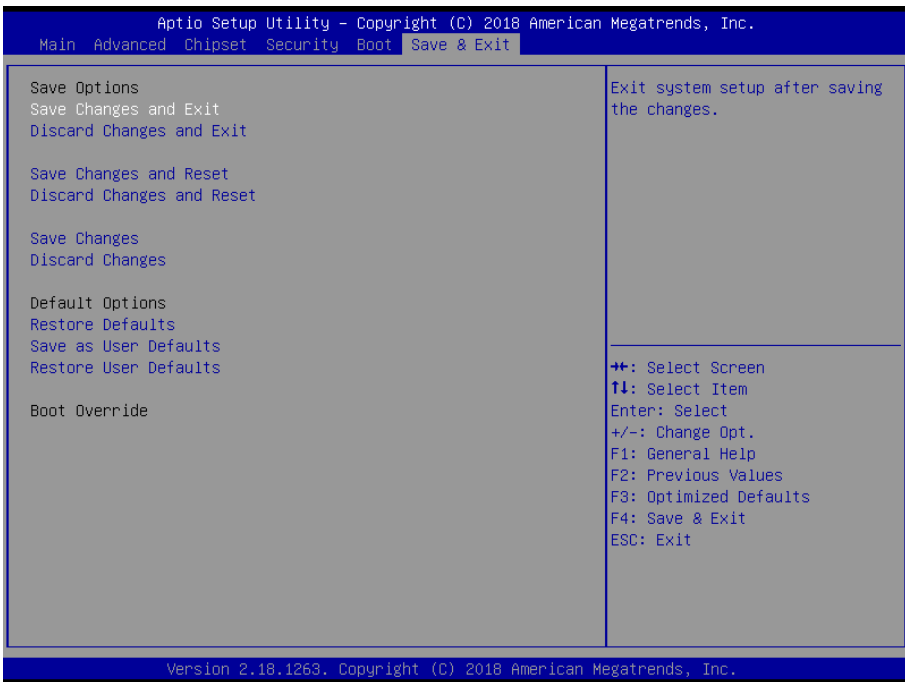 Aptio Setup Utility – Copyright (C) 2018 American Megatrends, Inc.
Main Advanced Chipset Security Boot Save & Exit
Save Options
Save Changes and Exit
Discard Changes and Exit
Save Changes and Reset
Discard Changes and Reset
Save Changes
Discard Changes
Default Options
Restore Defaults
Save as User Defaults
Restore User Defaults
Boot Override
Exit system setup after saving
the changes.
→←: Select Screen
↑↓: Select Item
Enter: Select
+/-: Change Opt.
F1: General Help
F2: Previous Values
F3: Optimized Defaults
F4: Save & Exit
ESC: Exit
Version 2.18.1263. Copyright (C) 2018 American Megatrends, Inc.